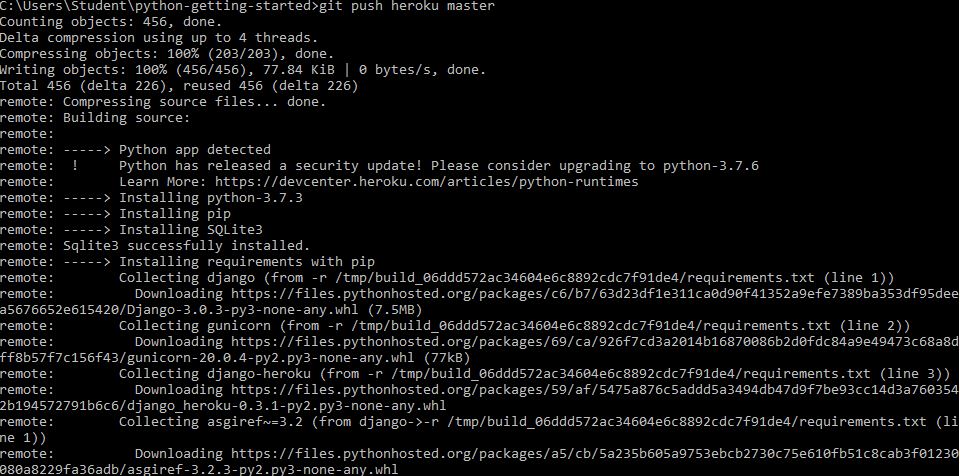 C:\Users\Student\python-getting-started>git push heroku master
Counting objects: 456, done.
Delta compression using up to 4 threads.
Compressing objects: 100% (203/203), done.
Writing objects: 100% (456/456), 77.84 KiB | 0 bytes/s, done.
Total 456 (delta 226), reused 456 (delta 226)
remote: Compressing source files... done.
remote: Building source:
remote:
remote: -----> Python app detected
remote:  !     Python has released a security update! Please consider upgrading to python-3.7.6
remote:        Learn More: https://devcenter.heroku.com/articles/python-runtimes
remote: -----> Installing python-3.7.3
remote: -----> Installing pip
remote: -----> Installing SQLite3
remote: Sqlite3 successfully installed.
remote: -----> Installing requirements with pip
remote:        Collecting django (from -r /tmp/build_06ddd572ac34604e6c8892cdc7f91de4/requirements.txt (line 1))
remote:          Downloading https://files.pythonhosted.org/packages/c6/b7/63d23df1e311ca0d90f41352a9efe7389ba353df95dee
a5676652e615420/Django-3.0.3-py3-none-any.whl (7.5MB)
remote:        Collecting gunicorn (from -r /tmp/build_06ddd572ac34604e6c8892cdc7f91de4/requirements.txt (line 2))
remote:          Downloading https://files.pythonhosted.org/packages/69/ca/926f7cd3a2014b16870086b2d0fdc84a9e49473c68a8d
ff8b57f7c156f43/gunicorn-20.0.4-py2.py3-none-any.whl (77kB)
remote:        Collecting django-heroku (from -r /tmp/build_06ddd572ac34604e6c8892cdc7f91de4/requirements.txt (line 3))
remote:          Downloading https://files.pythonhosted.org/packages/59/af/5475a876c5addd5a3494db47d9f7be93cc14d3a760354
2b194572791b6c6/django_heroku-0.3.1-py2.py3-none-any.whl
remote:        Collecting asgiref~=3.2 (from django->-r /tmp/build_06ddd572ac34604e6c8892cdc7f91de4/requirements.txt (li
ne 1))
remote:          Downloading https://files.pythonhosted.org/packages/a5/cb/5a235b605a9753ebcb2730c75e610fb51c8cab3f01230
080a8229fa36adb/asgiref-3.2.3-py2.py3-none-any.whl